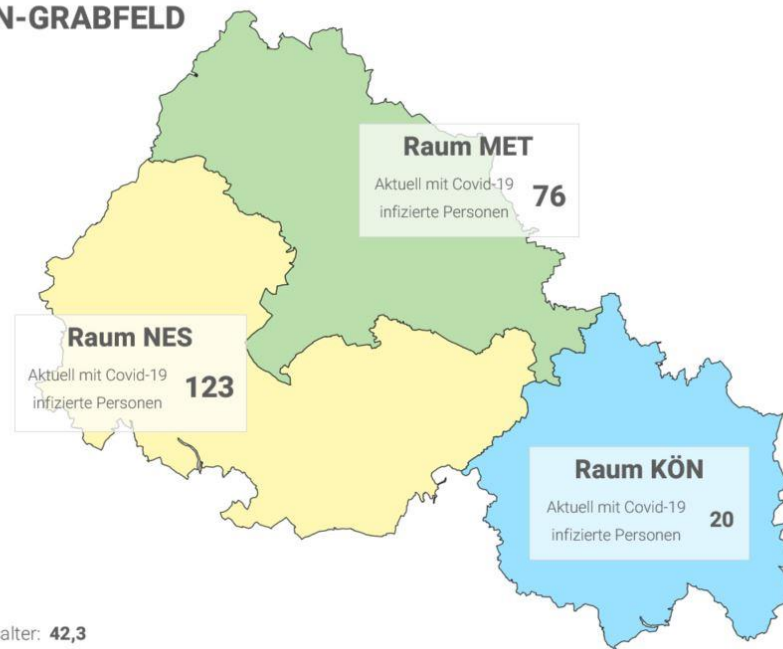 N-GRABFELD
Raum MET
Aktuell mit Covid-19
infizierte Personen
76
Raum NES
Aktuell mit Covid-19
infizierte Personen
123
Raum KÖN
Aktuell mit Covid-19
infizierte Personen
20
alter: 42,3